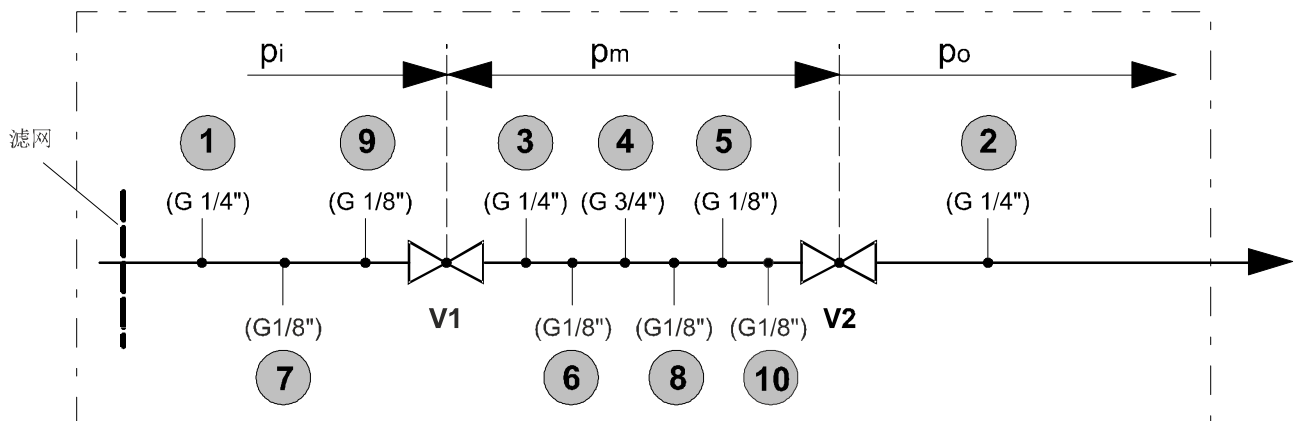 pi pm po
滤网
1 9 3 4 5 2
(G 1/4") (G 1/8") (G 1/4") (G 3/4") (G 1/8") (G 1/4")
V1 V2
(G1/8") (G1/8") (G1/8") (G1/8")
7 6 8 10